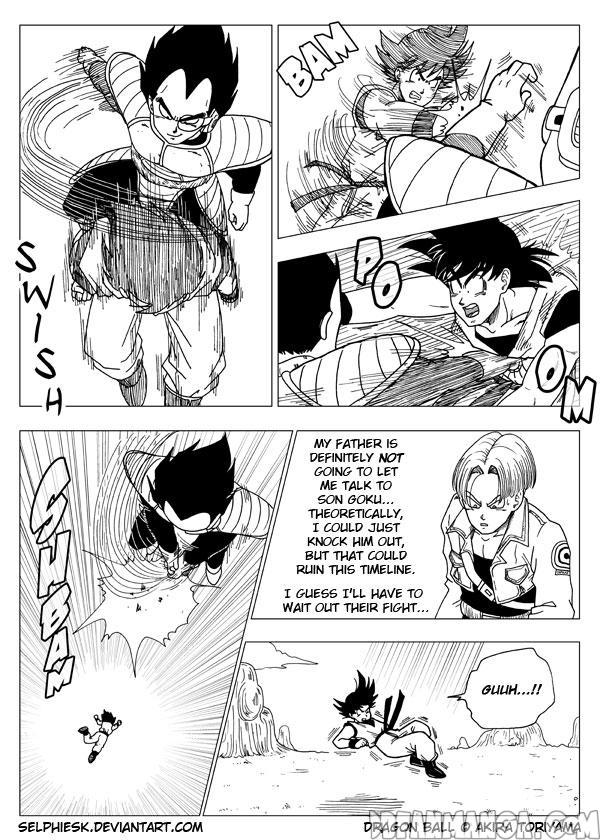 BAM
SWISH
POOM
MY FATHER IS
DEFINITELY NOT
GOING TO LET
ME TALK TO
SON GOKU...
THEORETICALLY,
I COULD JUST
KNOCK HIM OUT,
BUT THAT COULD
RUIN THIS TIMELINE.
I GUESS I'LL HAVE TO
WAIT OUT THEIR FIGHT...
SHBAM
GUUH...!!
SELPHIESK.DEVIANTART.COM
DRAGON BALL © AKIRA TORIYAMA